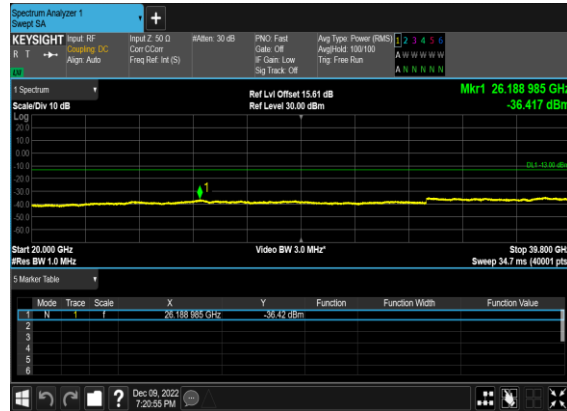 Spectrum Analyzer 1
Swept SA
+
KEYSIGHT Input: RF Input Z: 50 Ω #Atten: 30 dB PNO: Fast Avg Type: Power (RMS) 1 2 3 4 5 6
R T Coupling: DC Corr CCorr Gate: Off Avg|Hold: 100/100 A W W W W W
Align: Auto Freq Ref: Int (S) IF Gain: Low Trig: Free Run
Sig Track: Off A N N N N N
1 Spectrum Ref Lvl Offset 15.61 dB Mkr1 26.188 985 GHz
Scale/Div 10 dB Ref Level 30.00 dBm -36.417 dBm
Log
20.0
10.0
0.00
-10.0 DL1 -13.00 dBm
-20.0
-30.0 1
-40.0
-50.0
-60.0
Start 20.000 GHz Video BW 3.0 MHz* Stop 39.800 GHz
#Res BW 1.0 MHz Sweep 34.7 ms (40001 pts)
5 Marker Table
Mode Trace Scale X Y Function Function Width Function Value
1 N 1 f 26.188 985 GHz -36.42 dBm
2
3
4
5
6
? Dec 09, 2022
7:20:55 PM